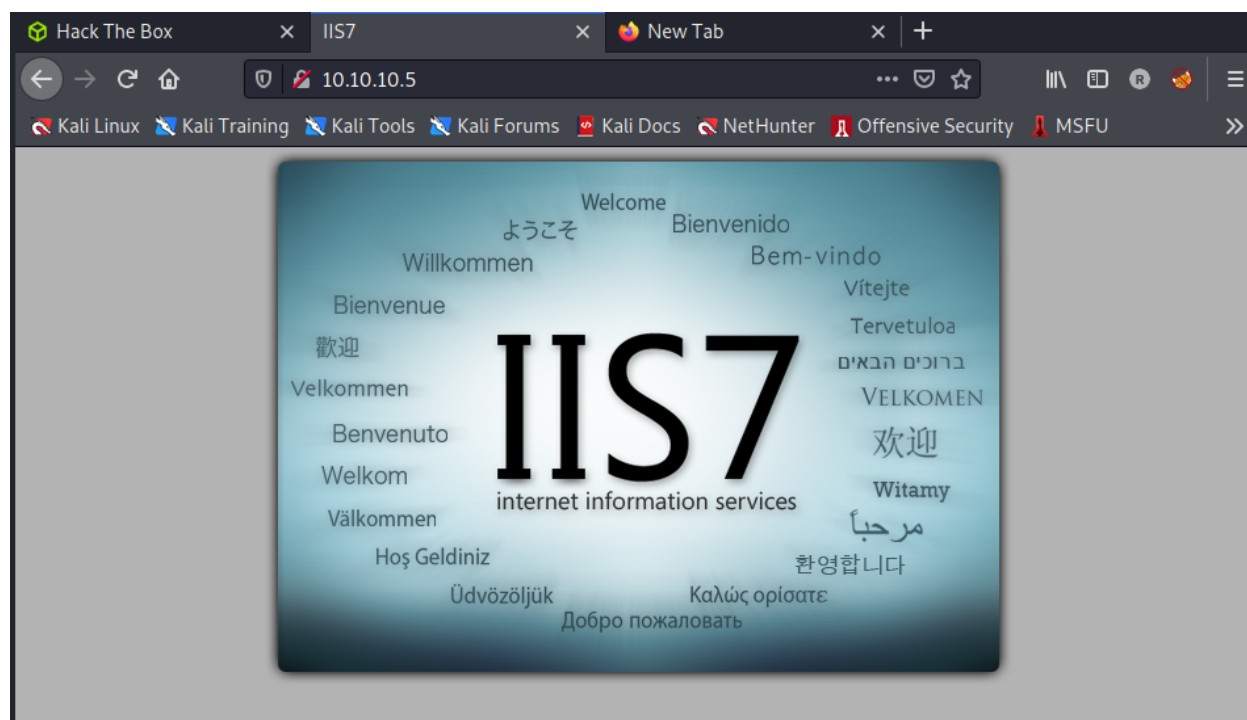 Hack The Box
IIS7
New Tab
10.10.10.5
Kali Linux Kali Training Kali Tools Kali Forums Kali Docs NetHunter Offensive Security MSFU
Welcome
ようこそ
Bienvenido
Willkommen
Bem-vindo
Vítejte
Bienvenue
Tervetuloa
歡迎
ברוכים הבאים
Velkommen
VELKOMEN
Benvenuto
欢迎
IIS7
internet information services
Welkom
Witamy
Välkommen
مرحباً
Hoş Geldiniz
환영합니다
Üdvözöljük
Καλώς ορίσατε
Добро пожаловать